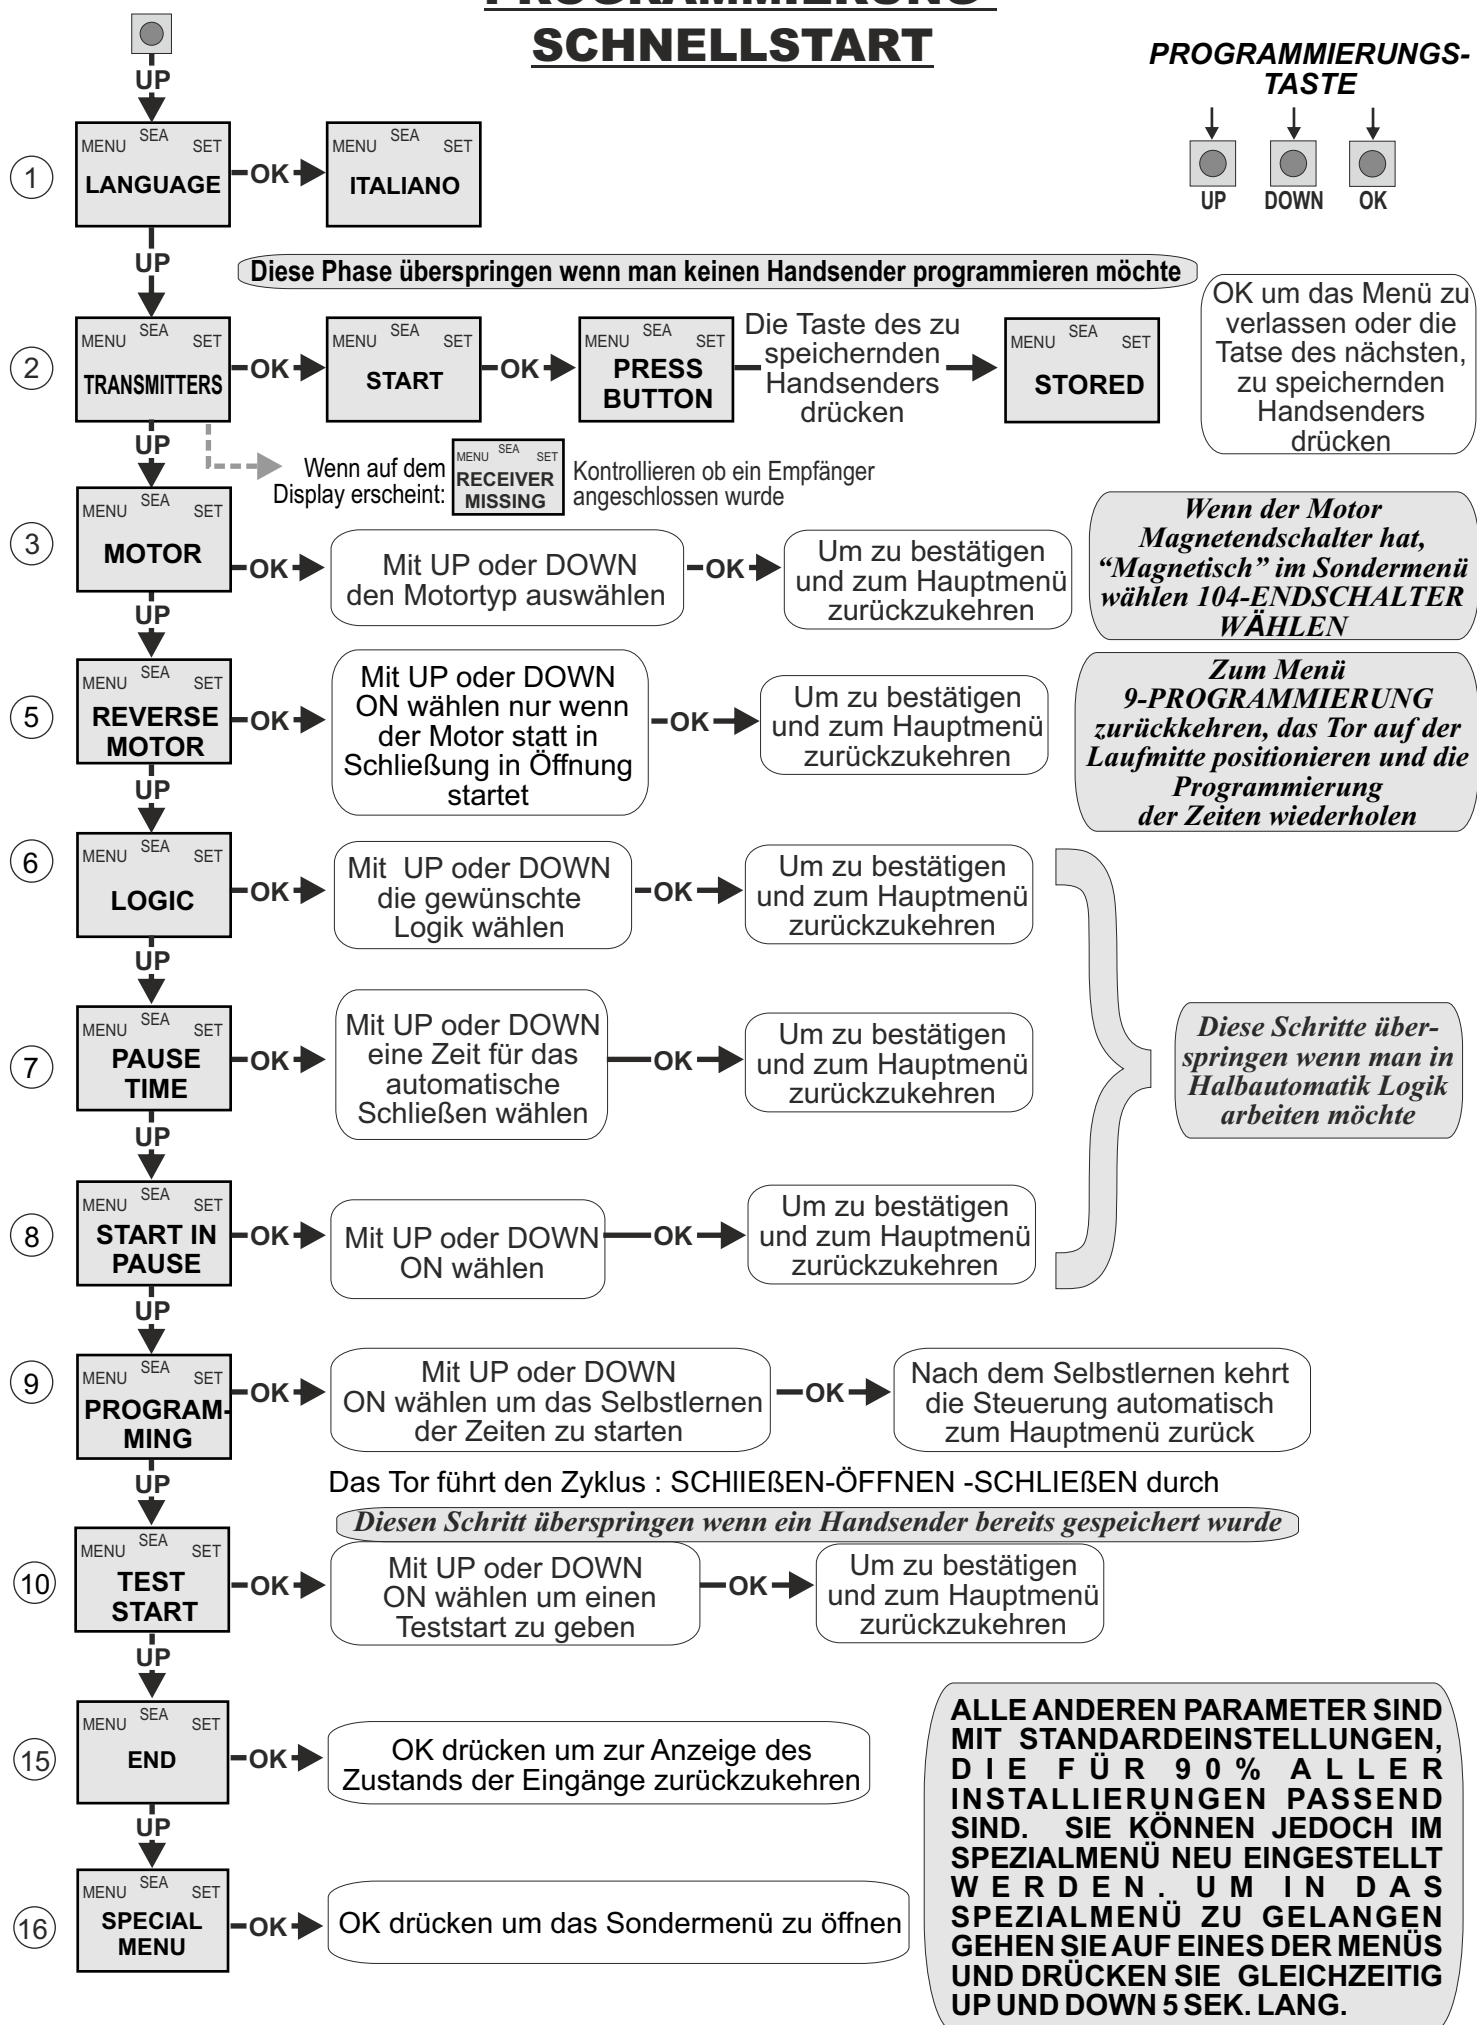 PROGRAMMIERUNG
SCHNELLSTART
PROGRAMMIERUNGS-
TASTE
UP
DOWN
OK
UP
1
MENU SEA SET
LANGUAGE
OK
MENU SEA SET
ITALIANO
UP
Diese Phase überspringen wenn man keinen Handsender programmieren möchte
2
MENU SEA SET
TRANSMITTERS
OK
MENU SEA SET
START
OK
MENU SEA SET
PRESS
BUTTON
Die Taste des zu
speichernden
Handsenders
drücken
MENU SEA SET
STORED
OK um das Menü zu
verlassen oder die
Tatse des nächsten,
zu speichernden
Handsenders
drücken
UP
Wenn auf dem
Display erscheint:
MENU SEA SET
RECEIVER
MISSING
Kontrollieren ob ein Empfänger
angeschlossen wurde
3
MENU SEA SET
MOTOR
OK
Mit UP oder DOWN
den Motortyp auswählen
OK
Um zu bestätigen
und zum Hauptmenü
zurückzukehren
Wenn der Motor
Magnetendschalter hat,
“Magnetisch” im Sondermenü
wählen 104-ENDSCHALTER
WÄHLEN
UP
5
MENU SEA SET
REVERSE
MOTOR
OK
Mit UP oder DOWN
ON wählen nur wenn
der Motor statt in
Schließung in Öffnung
startet
OK
Um zu bestätigen
und zum Hauptmenü
zurückzukehren
Zum Menü
9-PROGRAMMIERUNG
zurückkehren, das Tor auf der
Laufmitte positionieren und die
Programmierung
der Zeiten wiederholen
UP
6
MENU SEA SET
LOGIC
OK
Mit UP oder DOWN
die gewünschte
Logik wählen
OK
Um zu bestätigen
und zum Hauptmenü
zurückzukehren
UP
7
MENU SEA SET
PAUSE
TIME
OK
Mit UP oder DOWN
eine Zeit für das
automatische
Schließen wählen
OK
Um zu bestätigen
und zum Hauptmenü
zurückzukehren
Diese Schritte über-
springen wenn man in
Halbautomatik Logik
arbeiten möchte
UP
8
MENU SEA SET
START IN
PAUSE
OK
Mit UP oder DOWN
ON wählen
OK
Um zu bestätigen
und zum Hauptmenü
zurückzukehren
UP
9
MENU SEA SET
PROGRAM-
MING
OK
Mit UP oder DOWN
ON wählen um das Selbstlernen
der Zeiten zu starten
OK
Nach dem Selbstlernen kehrt
die Steuerung automatisch
zum Hauptmenü zurück
UP
Das Tor führt den Zyklus : SCHIIEßEN-ÖFFNEN -SCHLIEßEN durch
Diesen Schritt überspringen wenn ein Handsender bereits gespeichert wurde
10
MENU SEA SET
TEST
START
OK
Mit UP oder DOWN
ON wählen um einen
Teststart zu geben
OK
Um zu bestätigen
und zum Hauptmenü
zurückzukehren
UP
15
MENU SEA SET
END
OK
OK drücken um zur Anzeige des
Zustands der Eingänge zurückzukehren
UP
16
MENU SEA SET
SPECIAL
MENU
OK
OK drücken um das Sondermenü zu öffnen
ALLE ANDEREN PARAMETER SIND
MIT STANDARDEINSTELLUNGEN,
DIE FÜR 90% ALLER
INSTALLIERUNGEN PASSEND
SIND. SIE KÖNNEN JEDOCH IM
SPEZIALMENÜ NEU EINGESTELLT
WERDEN. UM IN DAS
SPEZIALMENÜ ZU GELANGEN
GEHEN SIE AUF EINES DER MENÜS
UND DRÜCKEN SIE GLEICHZEITIG
UP UND DOWN 5 SEK. LANG.